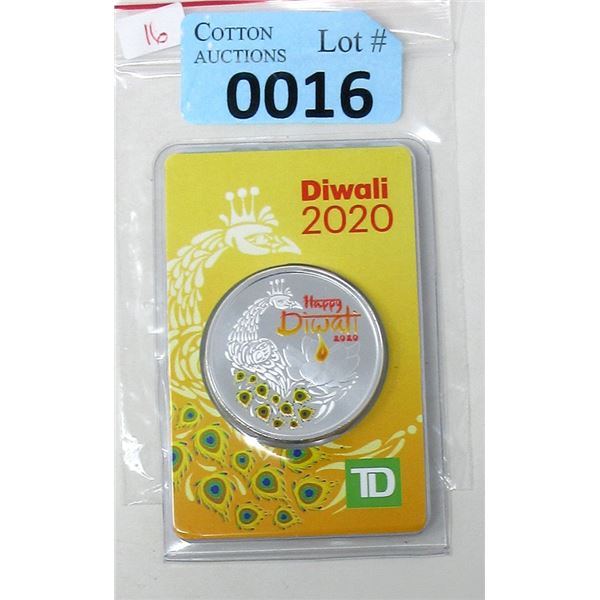 16
COTTON
AUCTIONS
Lot #
0016
Diwali
2020
Happy
Diwali
2020
TD